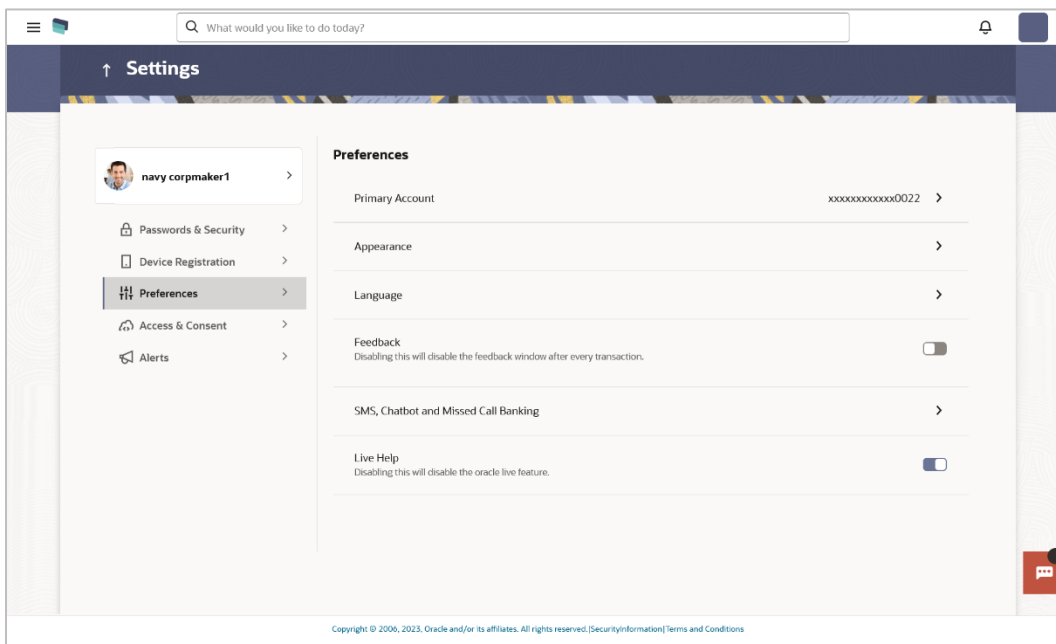 What would you like to do today?
↑ Settings
navy corpmaker1
Passwords & Security
Device Registration
Preferences
Access & Consent
Alerts
Preferences
Primary Account xxxxxxxxxxxx0022
Appearance
Language
Feedback
Disabling this will disable the feedback window after every transaction.
SMS, Chatbot and Missed Call Banking
Live Help
Disabling this will disable the oracle live feature.
Copyright © 2006, 2023, Oracle and/or its affiliates. All rights reserved.|SecurityInformation|Terms and Conditions